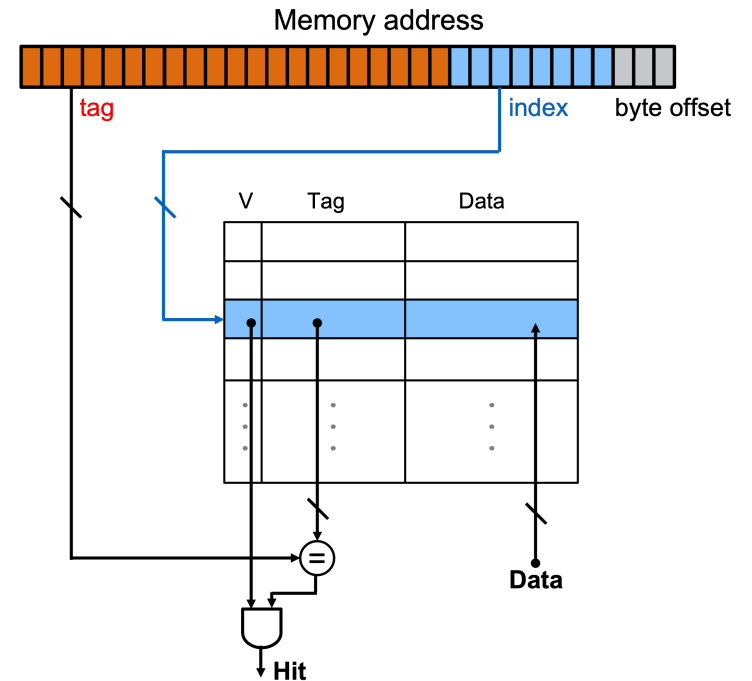 Memory address
tag index byte offset
V Tag Data
=
Data
Hit